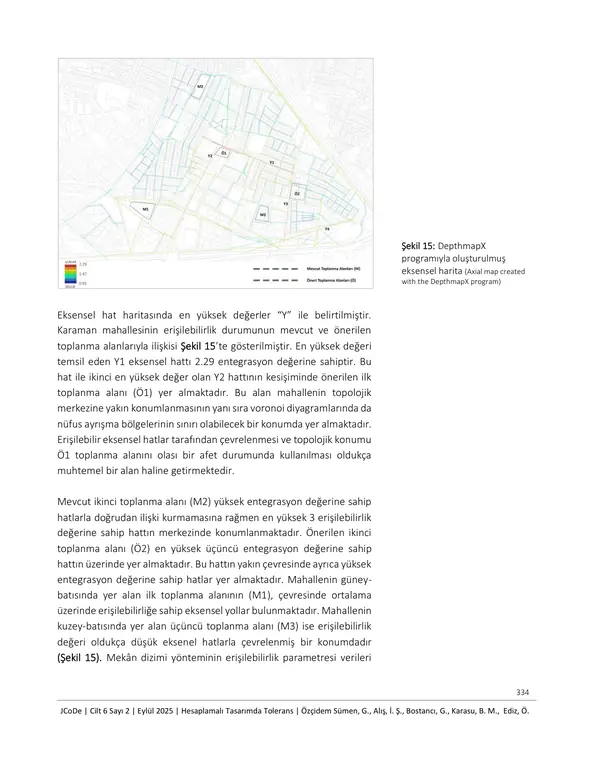 M3
Ö1
Y2
Y1
Ö2
Y3
M1
M2
Y4
Mevcut Toplanma Alanları (M)
Öneri Toplanma Alanları (Ö)
Şekil 15: DepthmapX
programıyla oluşturulmuş
eksensel harita (Axial map created
with the DepthmapX program)
Eksensel hat haritasında en yüksek değerler “Y” ile belirtilmiştir.
Karaman mahallesinin erişilebilirlik durumunun mevcut ve önerilen
toplanma alanlarıyla ilişkisi Şekil 15’te gösterilmiştir. En yüksek değeri
temsil eden Y1 eksensel hattı 2.29 entegrasyon değerine sahiptir. Bu
hat ile ikinci en yüksek değer olan Y2 hattının kesişiminde önerilen ilk
toplanma alanı (Ö1) yer almaktadır. Bu alan mahallenin topolojik
merkezine yakın konumlanmasının yanı sıra voronoi diyagramlarında da
nüfus ayrışma bölgelerinin sınırı olabilecek bir konumda yer almaktadır.
Erişilebilir eksensel hatlar tarafından çevrelenmesi ve topolojik konumu
Ö1 toplanma alanını olası bir afet durumunda kullanılması oldukça
muhtemel bir alan haline getirmektedir.
Mevcut ikinci toplanma alanı (M2) yüksek entegrasyon değerine sahip
hatlarla doğrudan ilişki kurmamasına rağmen en yüksek 3 erişilebilirlik
değerine sahip hattın merkezinde konumlanmaktadır. Önerilen ikinci
toplanma alanı (Ö2) en yüksek üçüncü entegrasyon değerine sahip
hattın üzerinde yer almaktadır. Bu hattın yakın çevresinde ayrıca yüksek
entegrasyon değerine sahip hatlar yer almaktadır. Mahallenin güney-
batısında yer alan ilk toplanma alanının (M1), çevresinde ortalama
üzerinde erişilebilirliğe sahip eksensel yollar bulunmaktadır. Mahallenin
kuzey-batısında yer alan üçüncü toplanma alanı (M3) ise erişilebilirlik
değeri oldukça düşük eksenel hatlarla çevrelenmiş bir konumdadır
(Şekil 15). Mekân dizimi yönteminin erişilebilirlik parametresi verileri
334
JCoDe | Cilt 6 Sayı 2 | Eylül 2025 | Hesaplamalı Tasarımda Tolerans | Özçidem Sümen, G., Alış, İ. Ş., Bostancı, G., Karasu, B. M., Ediz, Ö.